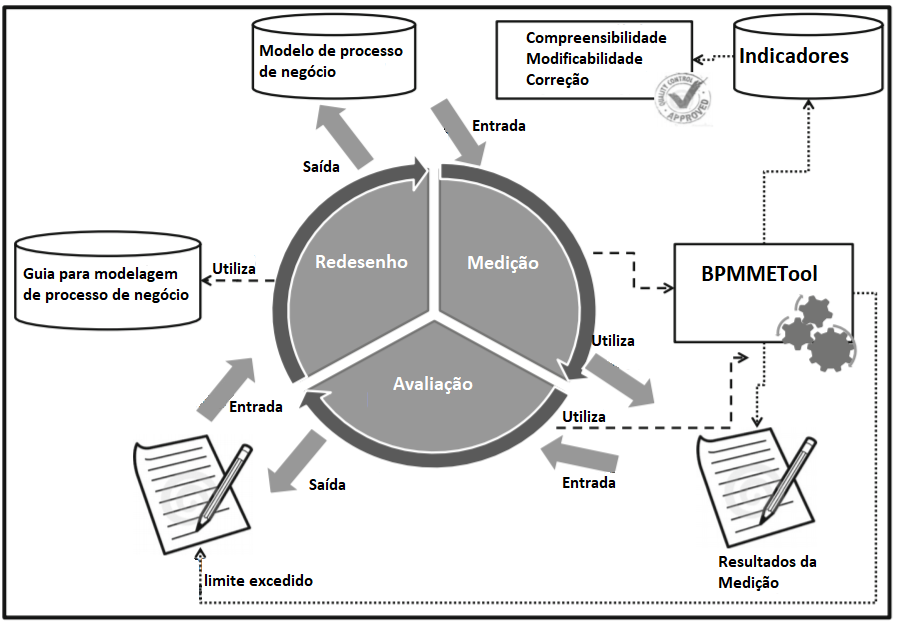 Modelo de processo
de negócio
Compreensibilidade
Modificabilidade
Correção
QUALITY CONTROL
APPROVED
Indicadores
Entrada
Saída
Redesenho
Medição
Guia para modelagem
de processo de negócio
Utiliza
BPMMETool
Utiliza
Avaliação
Entrada
Utiliza
Saída
Entrada
Resultados da
Medição
limite excedido